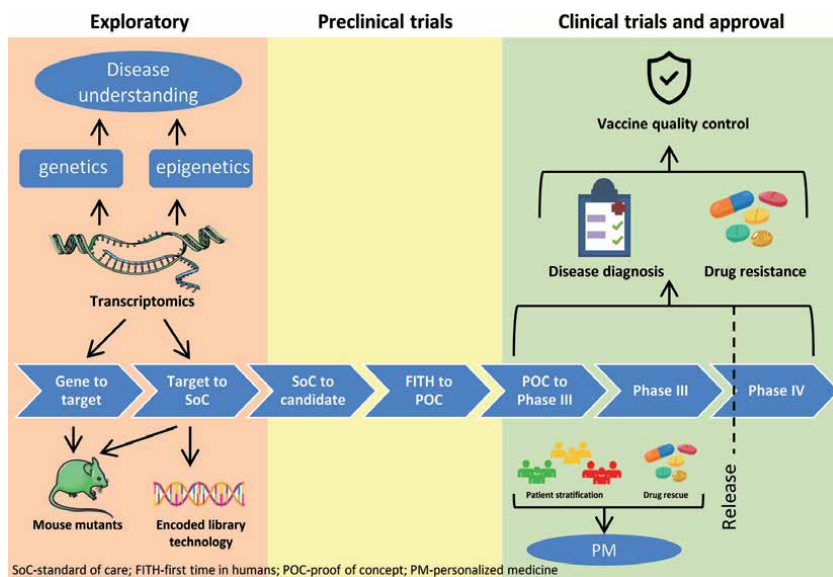 Exploratory
Preclinical trials
Clinical trials and approval
Disease
understanding
genetics
epigenetics
Transcriptomics
Vaccine quality control
Disease diagnosis
Drug resistance
Gene to
target
Target to
SoC
SoC to
candidate
FITH to
POC
POC to
Phase III
Phase III
Phase IV
Mouse mutants
Encoded library
technology
Patient stratification
Drug rescue
Release
PM
SoC-standard of care; FITH-first time in humans; POC-proof of concept; PM-personalized medicine